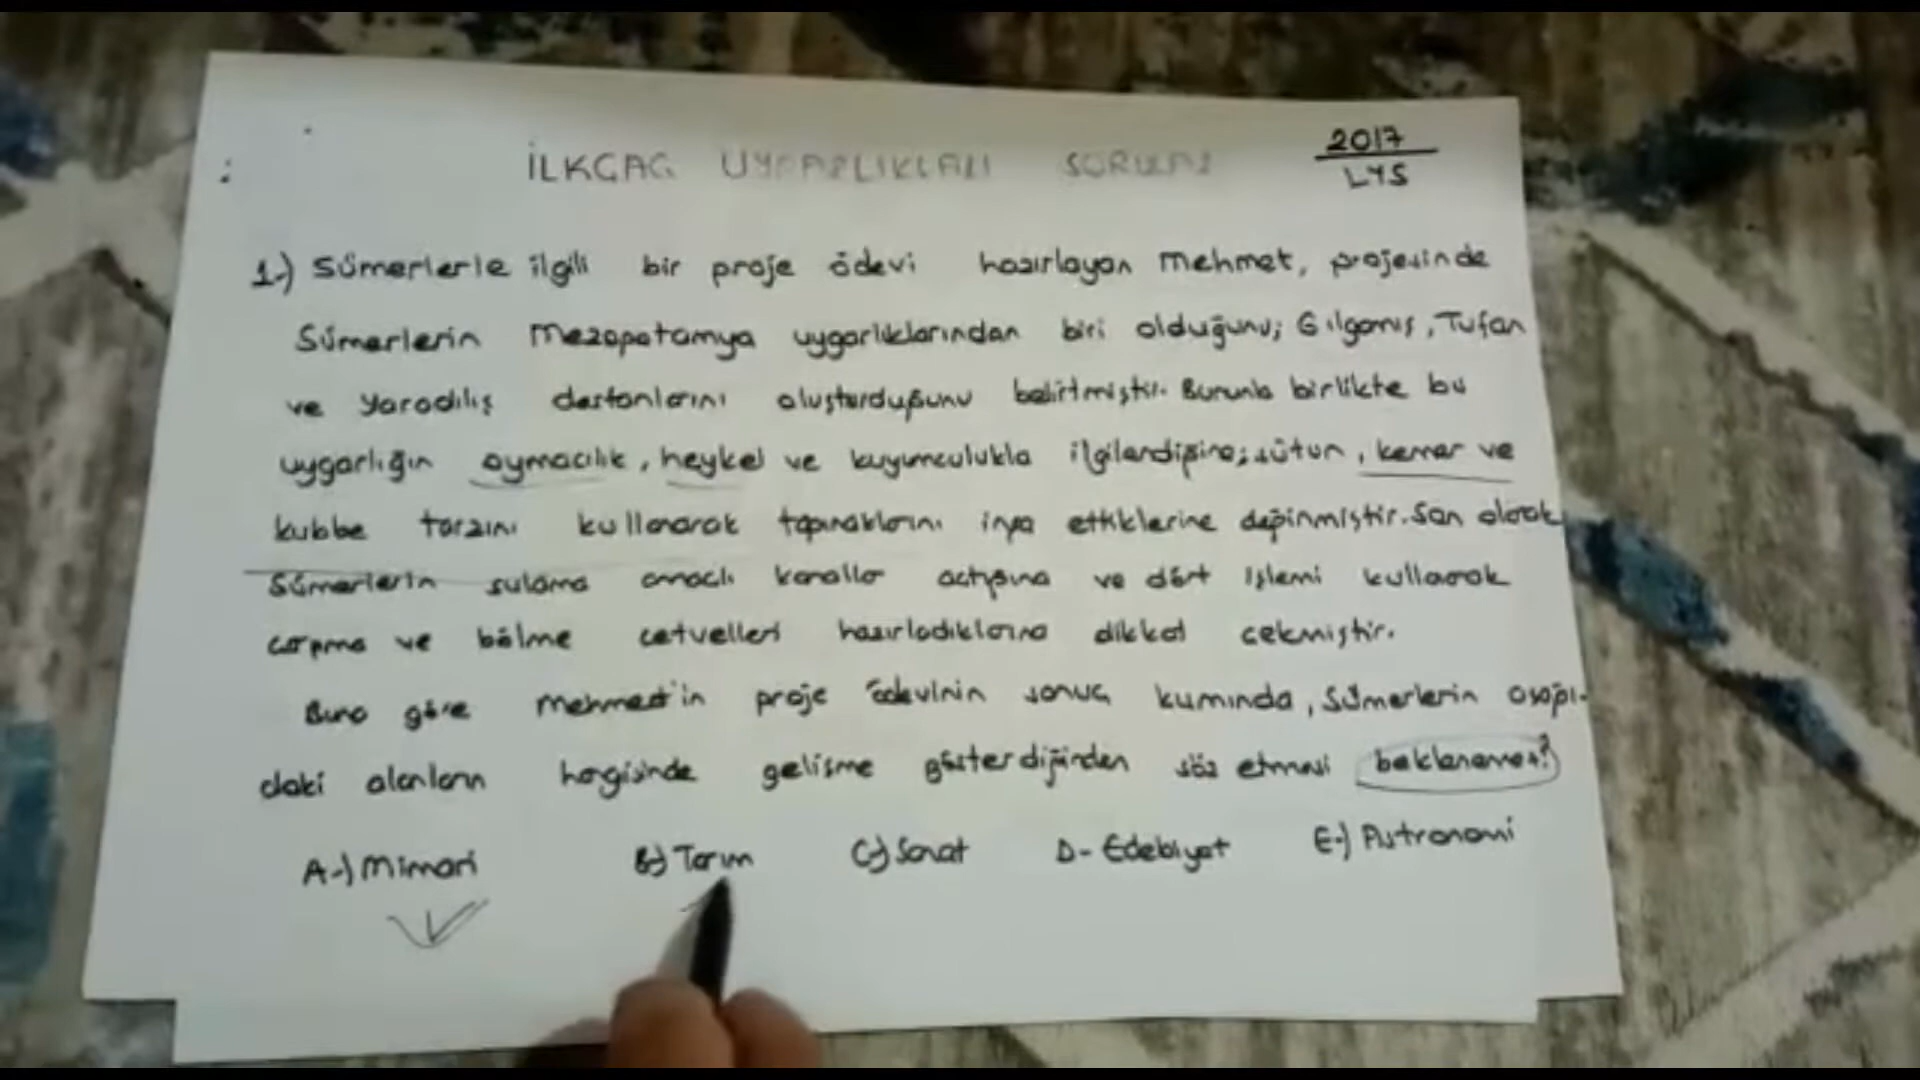 İLKÇAĞ UYGARLIKLARI SORULARI
2017
LYS
1-) Sümerlerle ilgili bir proje ödevi hazırlayan Mehmet, projesinde
Sümerlerin Mezopotamya uygarlıklarından biri olduğunu; Gılgamış, Tufan
ve Yaradılış destanlarını oluşturduğunu belirtmiştir. Bununla birlikte bu
uygarlığın oymacılık, heykel ve kuyumculukla ilgilendiğine; sütun, kemer ve
kubbe tarzını kullanarak tapınaklarını inşa ettiklerine değinmiştir. Son olarak
Sümerlerin sulama amaçlı kanallar açtığına ve dört işlemi kullanarak
çarpma ve bölme cetvelleri hazırladıklarına dikkat çekmiştir.
Buna göre Mehmet'in proje ödevinin sonuç kısmında, Sümerlerin aşağı-
daki alanların hangisinde gelişme gösterdiğinden söz etmesi beklenemez?
A-) Mimari B-) Tarım C-) Sanat D- Edebiyat E-) Astronomi